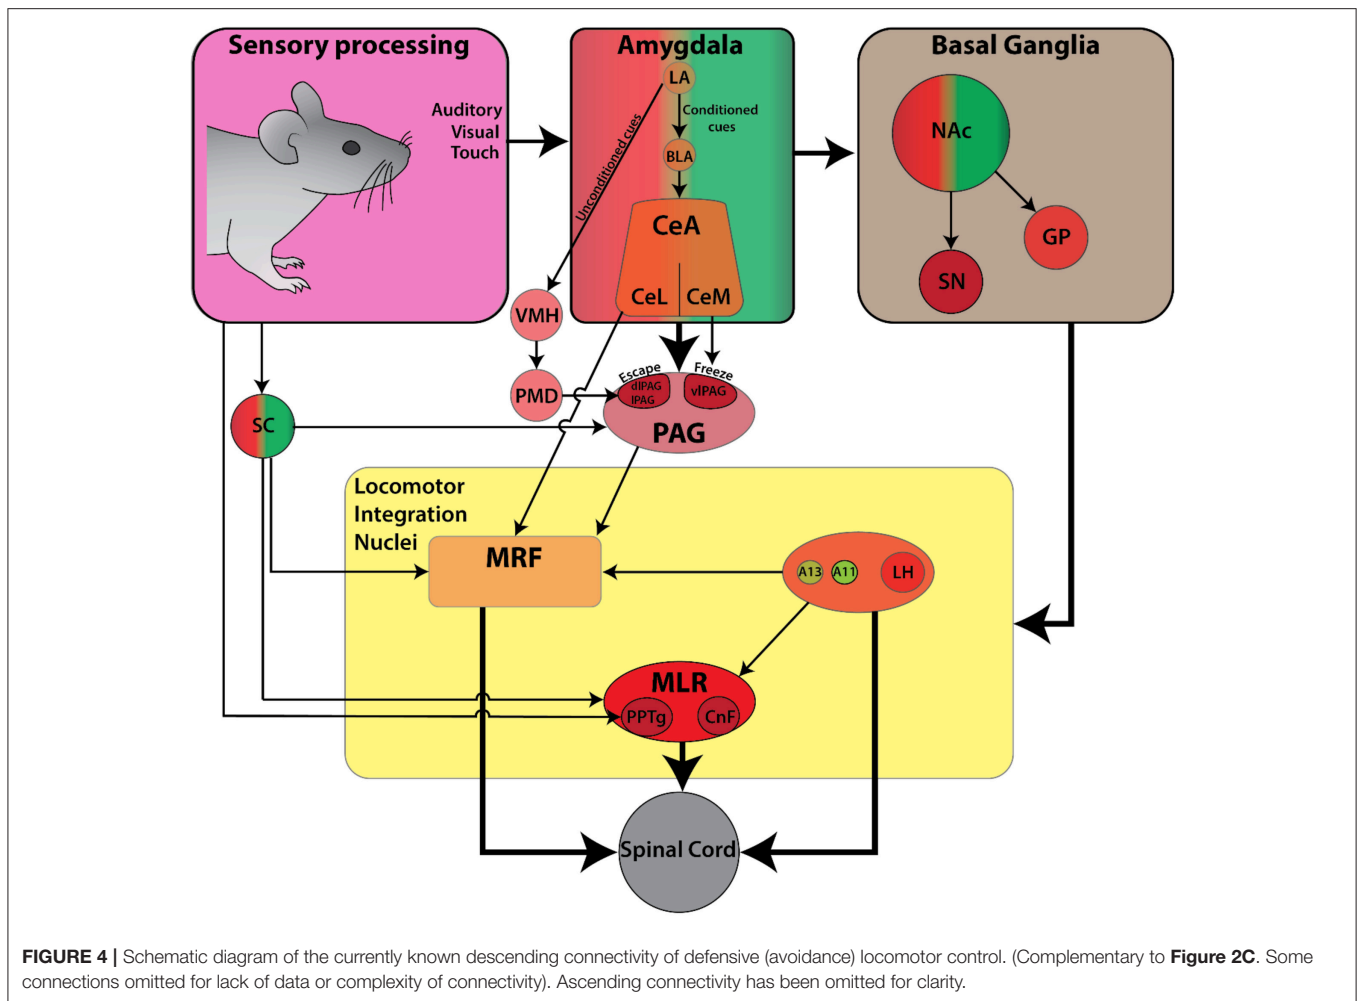 Sensory processing
Auditory
Visual
Touch
Amygdala
LA
Conditioned
cues
Unconditioned cues
BLA
CeA
CeL
CeM
Basal Ganglia
NAc
GP
SN
VMH
PMD
SC
Escape
Freeze
dlPAG
lPAG
vlPAG
PAG
Locomotor
Integration
Nuclei
MRF
A13
A11
LH
MLR
PPTg
CnF
Spinal Cord
FIGURE 4 | Schematic diagram of the currently known descending connectivity of defensive (avoidance) locomotor control. (Complementary to Figure 2C. Some
connections omitted for lack of data or complexity of connectivity). Ascending connectivity has been omitted for clarity.